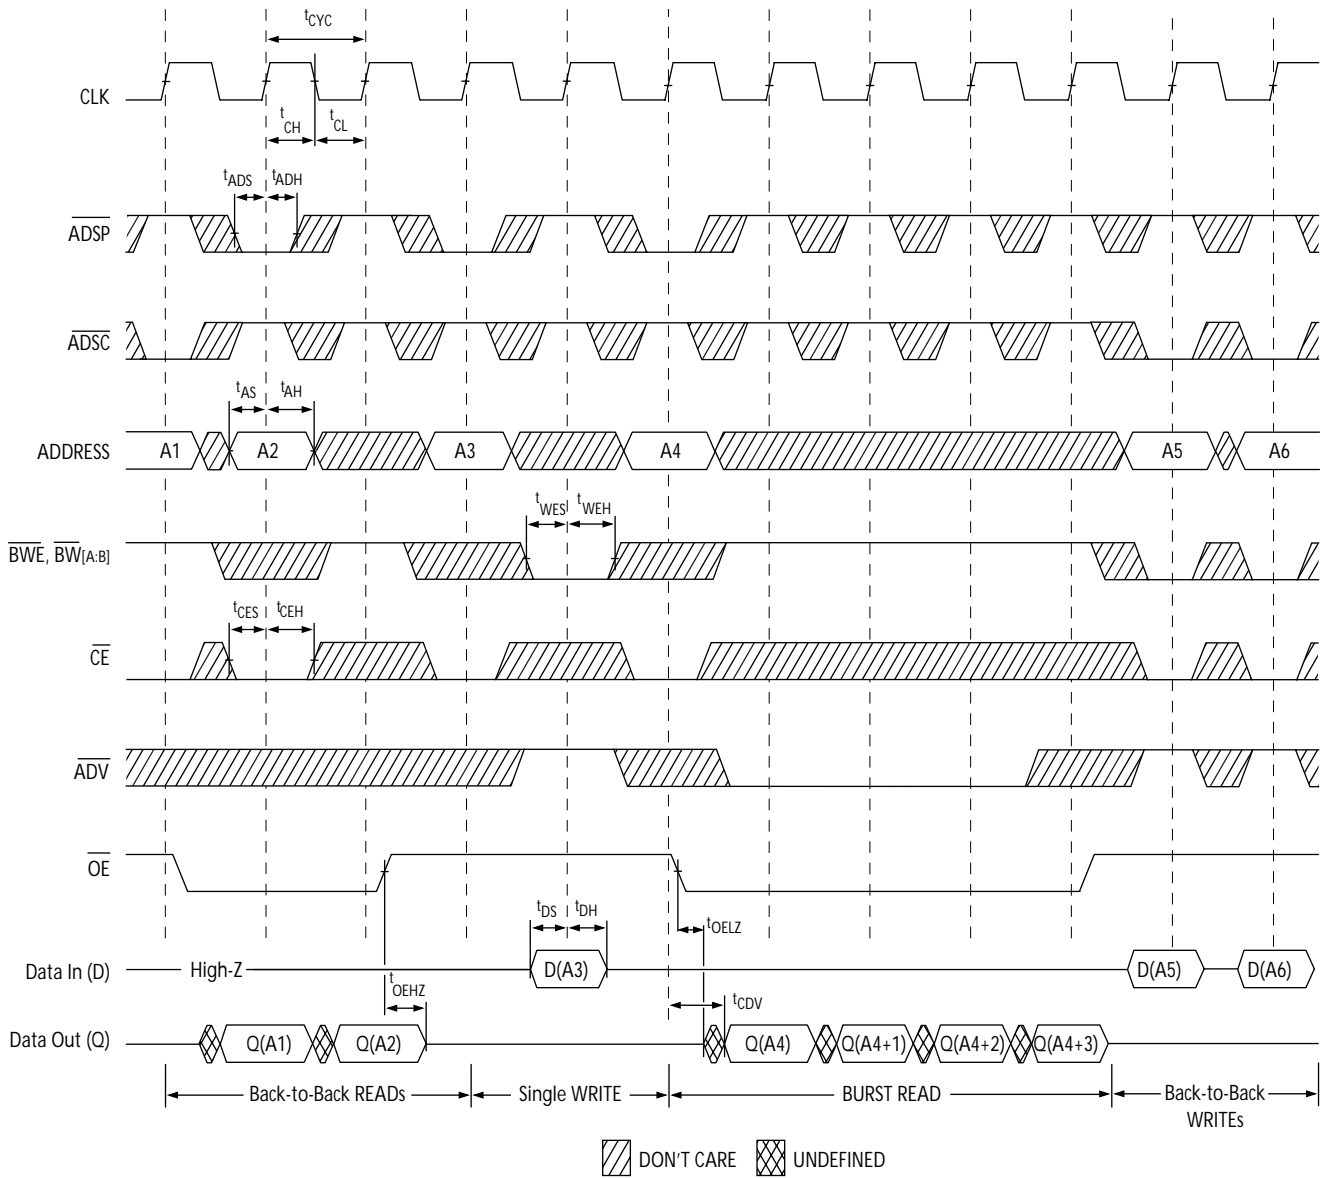 tCYC
CLK
tCH
tCL
tADS
tADH
ADSP
ADSC
tAS
tAH
ADDRESS
A1
A2
A3
A4
A5
A6
tWES
tWEH
BWE, BW[A:B]
tCES
tCEH
CE
ADV
OE
tDS
tDH
tOELZ
Data In (D)
High-Z
D(A3)
D(A5)
D(A6)
tOEHZ
tCDV
Data Out (Q)
Q(A1)
Q(A2)
Q(A4)
Q(A4+1)
Q(A4+2)
Q(A4+3)
Back-to-Back READs
Single WRITE
BURST READ
Back-to-Back
WRITEs
DON'T CARE
UNDEFINED